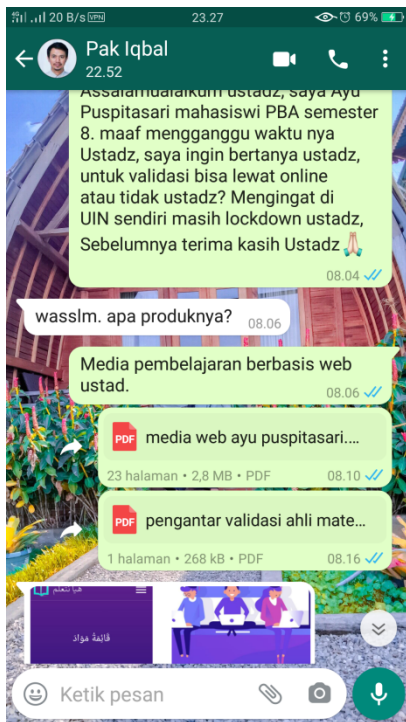 20 B/s VPN 23.27 69%
Pak Iqbal
22.52
Assalamualaikum ustadz, saya Ayu
Puspitasari mahasiswi PBA semester
8. maaf mengganggu waktu nya
Ustadz, saya ingin bertanya ustadz,
untuk validasi bisa lewat online
atau tidak ustadz? Mengingat di
UIN sendiri masih lockdown ustadz,
Sebelumnya terima kasih Ustadz🙏🏻
08.04
wasslm. apa produknya?
08.06
Media pembelajaran berbasis web
ustad.
08.06
PDF media web ayu puspitasari....
23 halaman • 2,8 MB • PDF 08.10
PDF pengantar validasi ahli mate...
1 halaman • 268 kB • PDF 08.16
هيا نتعلم
قائمة مواد
Ketik pesan